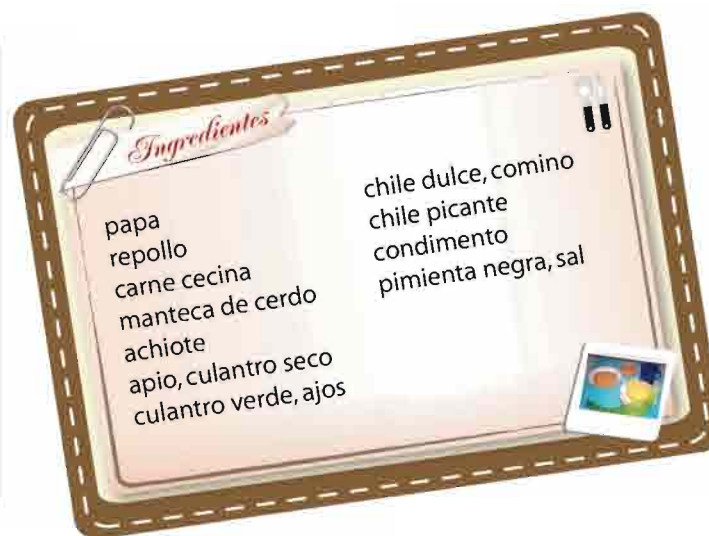 Ingredientes
papa
repollo
carne cecina
manteca de cerdo
achiote
apio, culantro seco
culantro verde, ajos
chile dulce, comino
chile picante
condimento
pimienta negra, sal